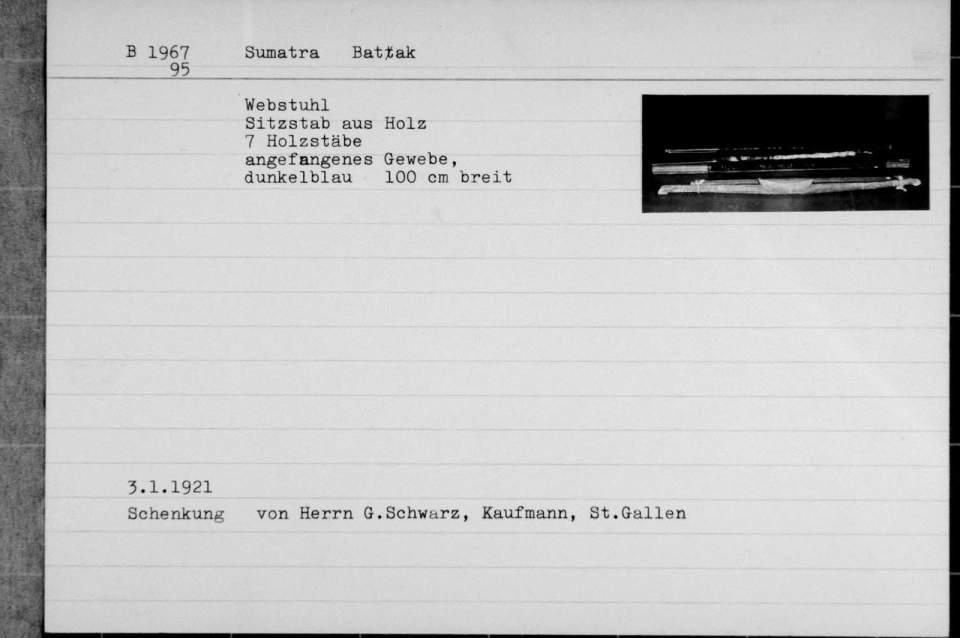 B 1967 Sumatra Battak
95
Webstuhl
Sitzstab aus Holz
7 Holzstäbe
angefangenes Gewebe,
dunkelblau 100 cm breit
3.1.1921
Schenkung von Herrn G.Schwarz, Kaufmann, St.Gallen